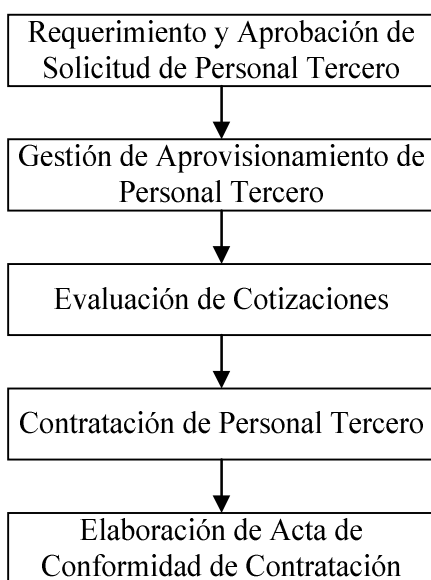 Requerimiento y Aprobación de
Solicitud de Personal Tercero
Gestión de Aprovisionamiento de
Personal Tercero
Evaluación de Cotizaciones
Contratación de Personal Tercero
Elaboración de Acta de
Conformidad de Contratación